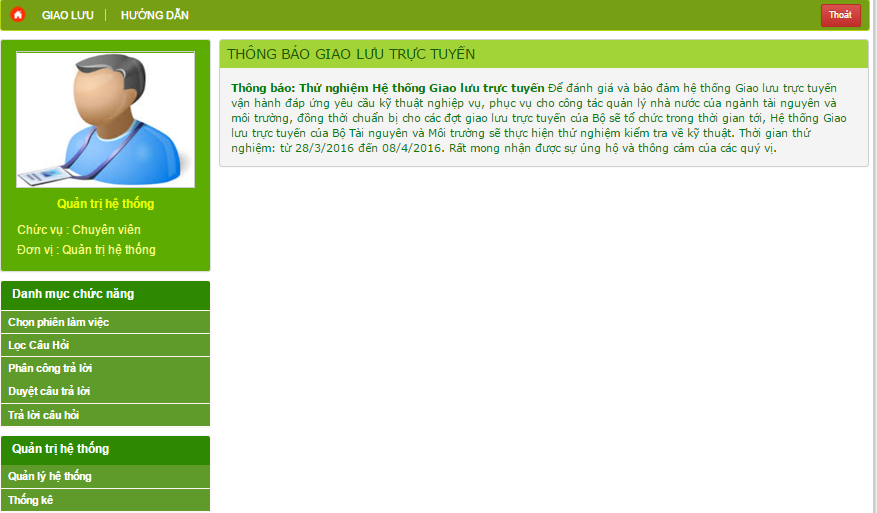 GIAO LƯU
HƯỚNG DẪN
Thoát
Quản trị hệ thống
Chức vụ : Chuyên viên
Đơn vị : Quản trị hệ thống
Danh mục chức năng
Chọn phiên làm việc
Lọc Câu Hỏi
Phân công trả lời
Duyệt câu trả lời
Trả lời câu hỏi
Quản trị hệ thống
Quản lý hệ thống
Thống kê
THÔNG BÁO GIAO LƯU TRỰC TUYẾN
Thông báo: Thử nghiệm Hệ thống Giao lưu trực tuyến Để đánh giá và bảo đảm hệ thống Giao lưu trực tuyến
vận hành đáp ứng yêu cầu kỹ thuật nghiệp vụ, phục vụ cho công tác quản lý nhà nước của ngành tài nguyên và
môi trường, đồng thời chuẩn bị cho các đợt giao lưu trực tuyến của Bộ sẽ tổ chức trong thời gian tới, Hệ thống Giao
lưu trực tuyến của Bộ Tài nguyên và Môi trường sẽ thực hiện thử nghiệm kiểm tra về kỹ thuật. Thời gian thử
nghiệm: từ 28/3/2016 đến 08/4/2016. Rất mong nhận được sự ủng hộ và thông cảm của các quý vị.